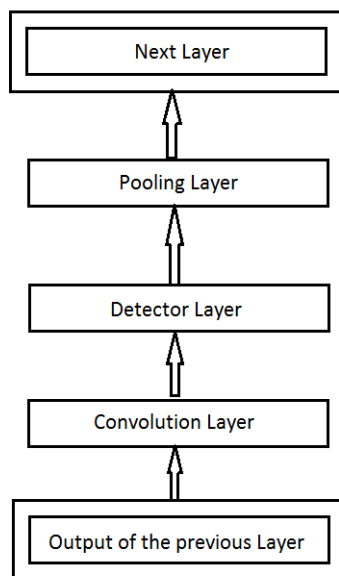 Next Layer
Pooling Layer
Detector Layer
Convolution Layer
Output of the previous Layer